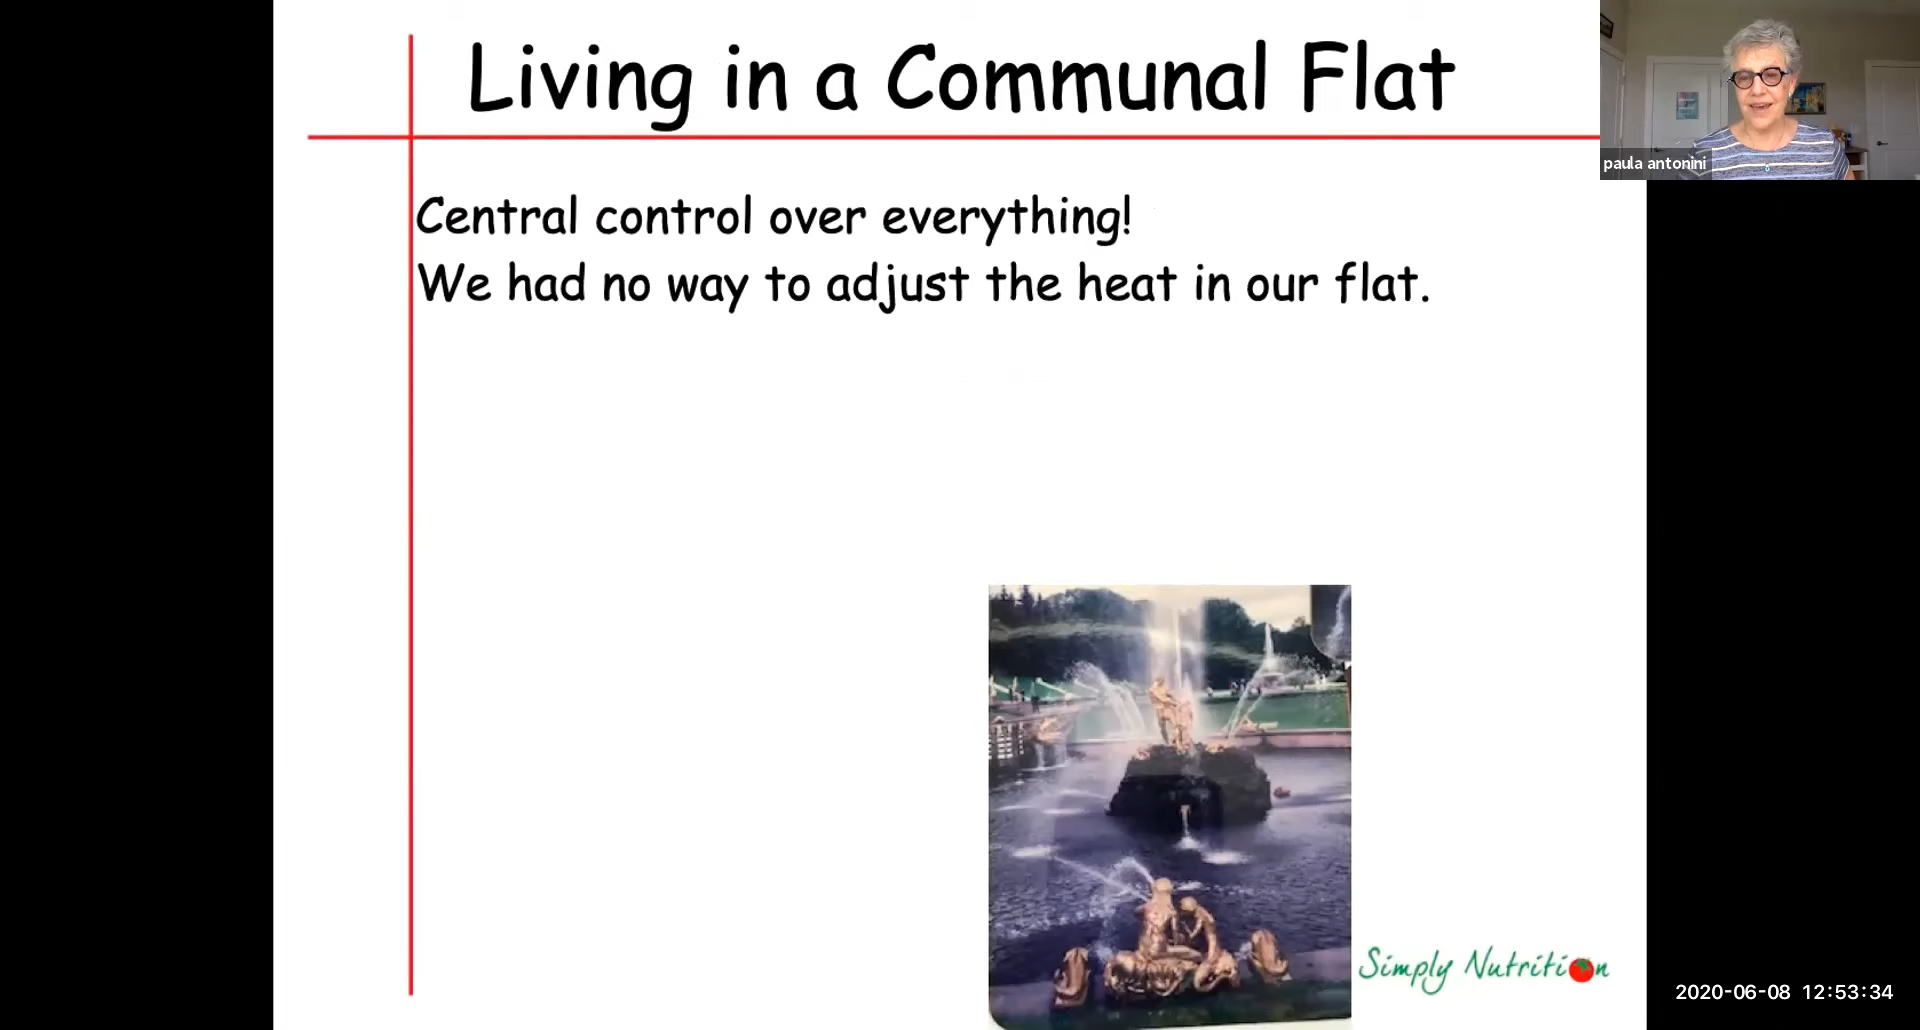 Living in a Communal Flat
paula antonini
Central control over everything!
We had no way to adjust the heat in our flat.
Simply Nutrition
2020-06-08 12:53:34